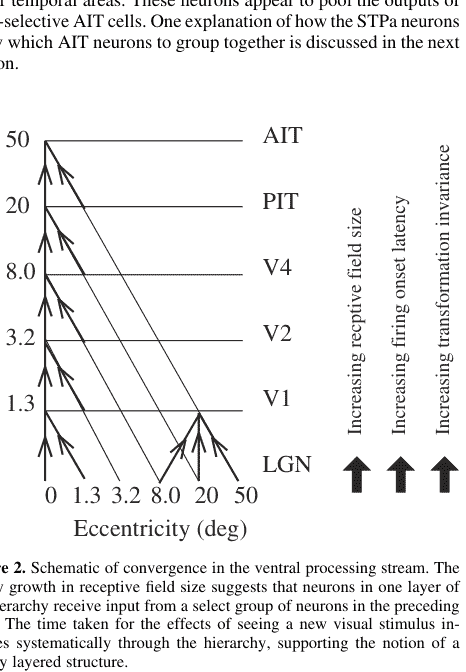 temporal areas. These neurons appear to pool the outputs of
-selective AIT cells. One explanation of how the STPa neurons
which AIT neurons to group together is discussed in the next
on.
50
AIT
20
PIT
8.0
V4
3.2
V2
1.3
V1
LGN
0 1.3 3.2 8.0 20 50
Eccentricity (deg)
Increasing recptive field size
Increasing firing onset latency
Increasing transformation invariance
e 2. Schematic of convergence in the ventral processing stream. The
growth in receptive field size suggests that neurons in one layer of
erarchy receive input from a select group of neurons in the preceding
The time taken for the effects of seeing a new visual stimulus in-
es systematically through the hierarchy, supporting the notion of a
y layered structure.